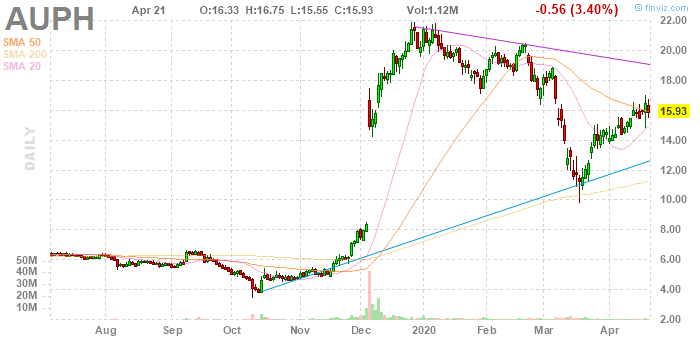 AUPH
Apr 21 O:16.33 H:16.75 L:15.55 C:15.93 Vol:1.12M -0.56 (3.40%)
© finviz.com
SMA 50
SMA 200
SMA 20
DAILY
22.00
20.00
18.00
15.93
14.00
12.00
10.00
8.00
6.00
4.00
2.00
50M
40M
30M
20M
10M
Aug Sep Oct Nov Dec 2020 Feb Mar Apr